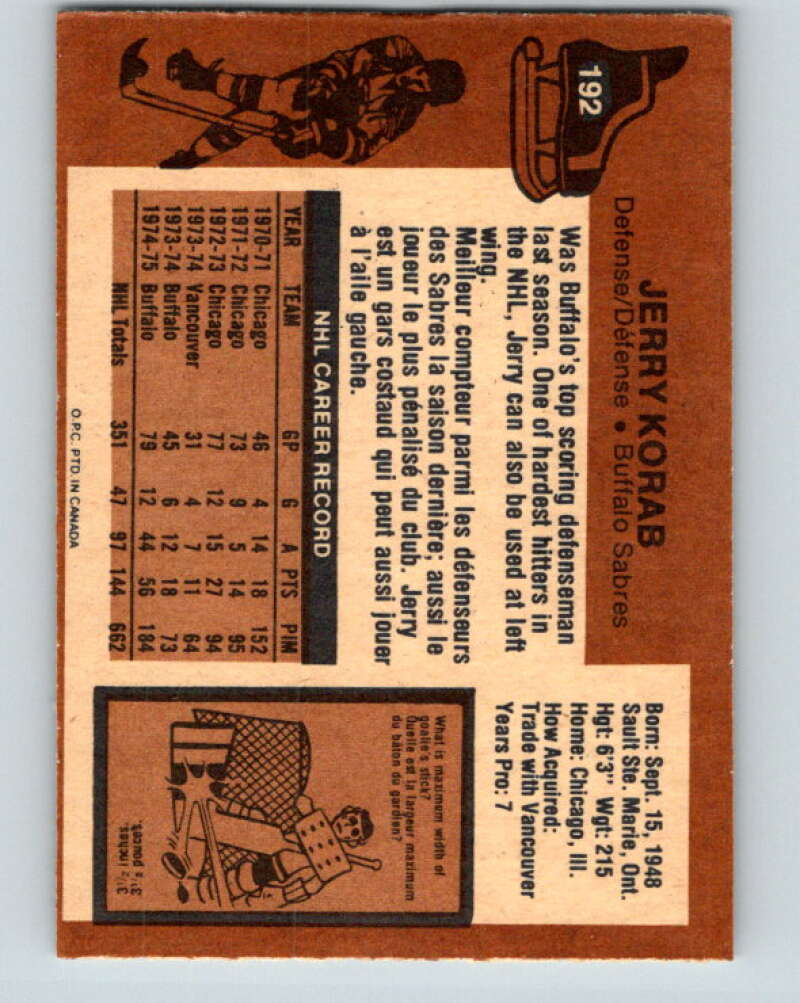 192
JERRY KORAB
Defense/Défense • Buffalo Sabres
Born: Sept. 15, 1948
Sault Ste. Marie, Ont.
Hgt: 6'3" Wgt: 215
Home: Chicago, Ill.
How Acquired:
Trade with Vancouver
Years Pro: 7
Was Buffalo's top scoring defenseman
last season. One of hardest hitters in
the NHL, Jerry can also be used at left
wing.
Meilleur compteur parmi les défenseurs
des Sabres la saison dernière; aussi le
joueur le plus pénalisé du club. Jerry
est un gars costaud qui peut aussi jouer
à l'aile gauche.
NHL CAREER RECORD
YEAR TEAM GP G A PTS PIM
1970-71 Chicago 46 4 14 18 152
1971-72 Chicago 73 9 5 14 95
1972-73 Chicago 77 12 15 27 94
1973-74 Vancouver 31 4 7 11 64
1973-74 Buffalo 45 6 12 18 73
1974-75 Buffalo 79 12 44 56 184
NHL Totals 351 47 97 144 662
What is maximum width of
goalie's stick?
Quelle est la largeur maximum
du bâton du gardien?
3½ inches.
3½ pouces.
O.P.C. PTD. IN CANADA